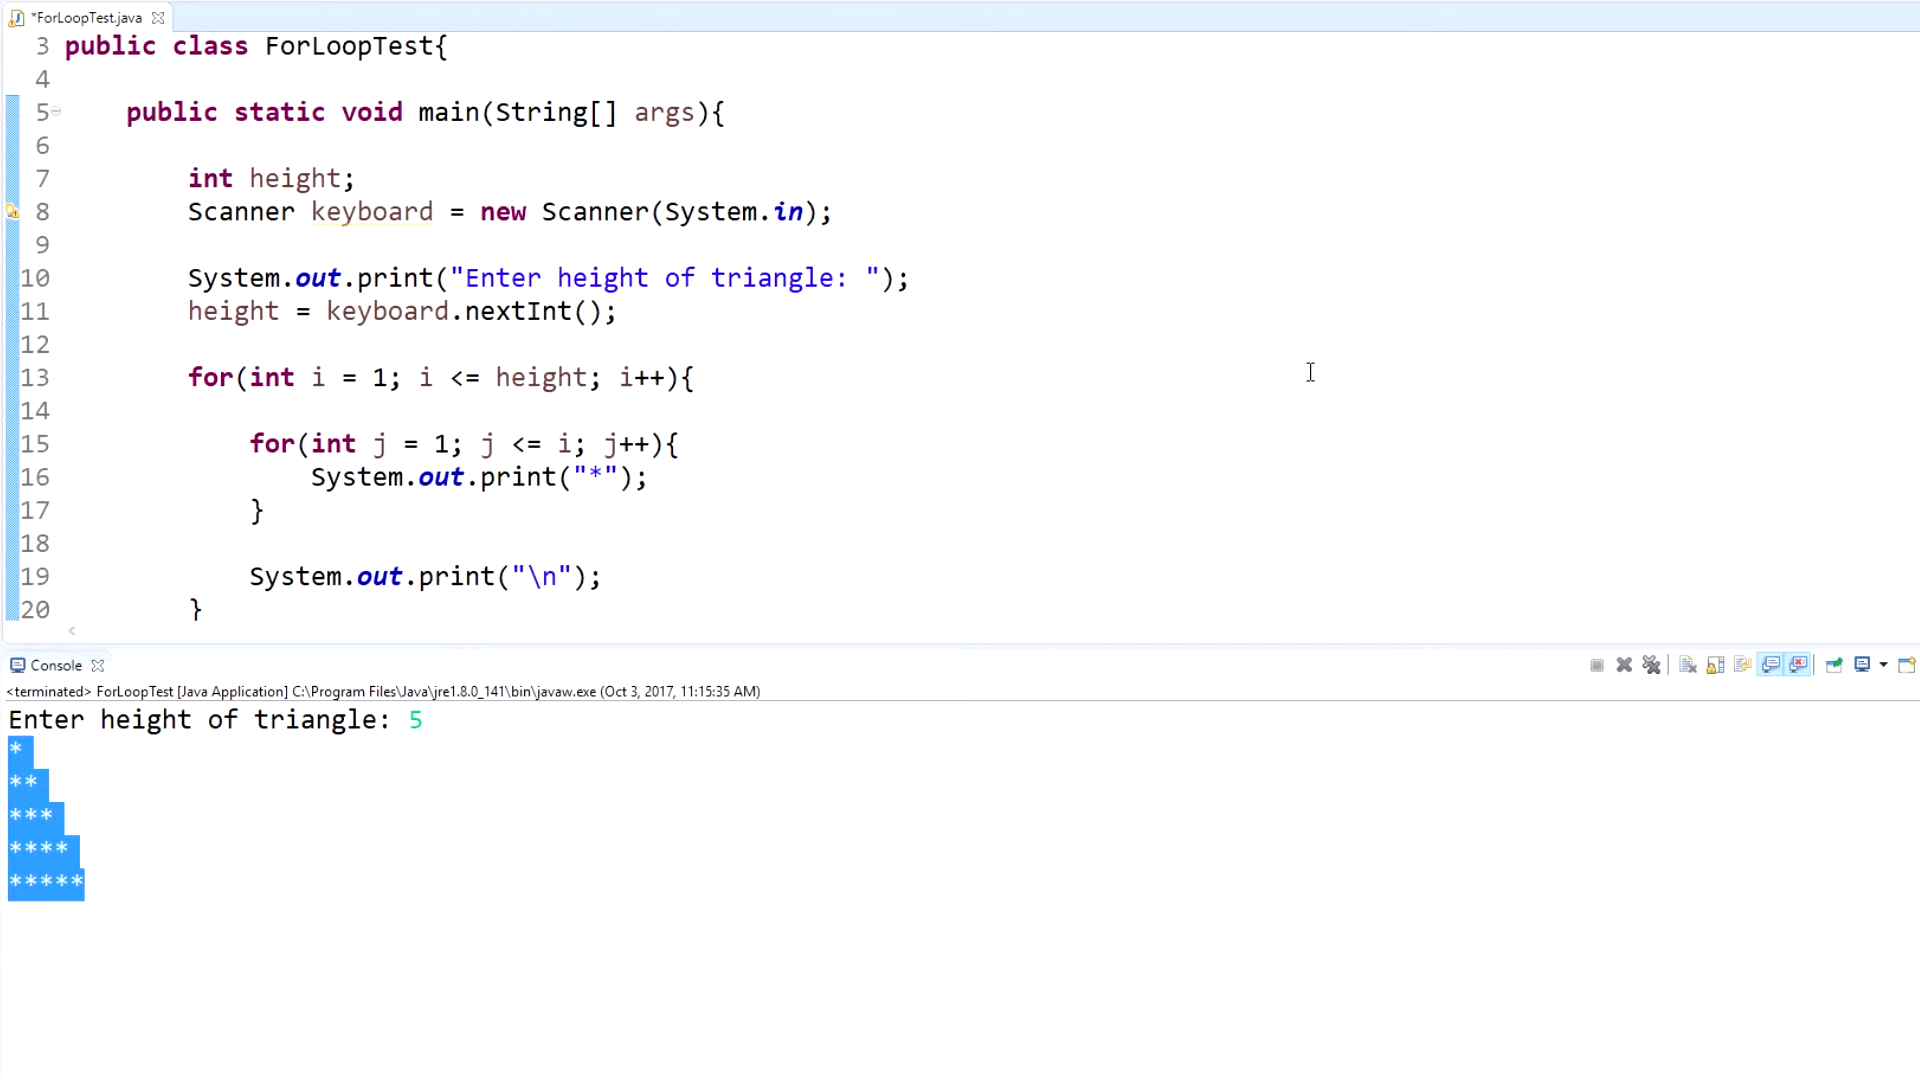 *ForLoopTest.java
3 public class ForLoopTest{
4
5 public static void main(String[] args){
6
7 int height;
8 Scanner keyboard = new Scanner(System.in);
9
10 System.out.print("Enter height of triangle: ");
11 height = keyboard.nextInt();
12
13 for(int i = 1; i <= height; i++){
14
15 for(int j = 1; j <= i; j++){
16 System.out.print("*");
17 }
18
19 System.out.print("\n");
20 }
Console
<terminated> ForLoopTest [Java Application] C:\Program Files\Java\jre1.8.0_141\bin\javaw.exe (Oct 3, 2017, 11:15:35 AM)
Enter height of triangle: 5
*
**
***
****
*****